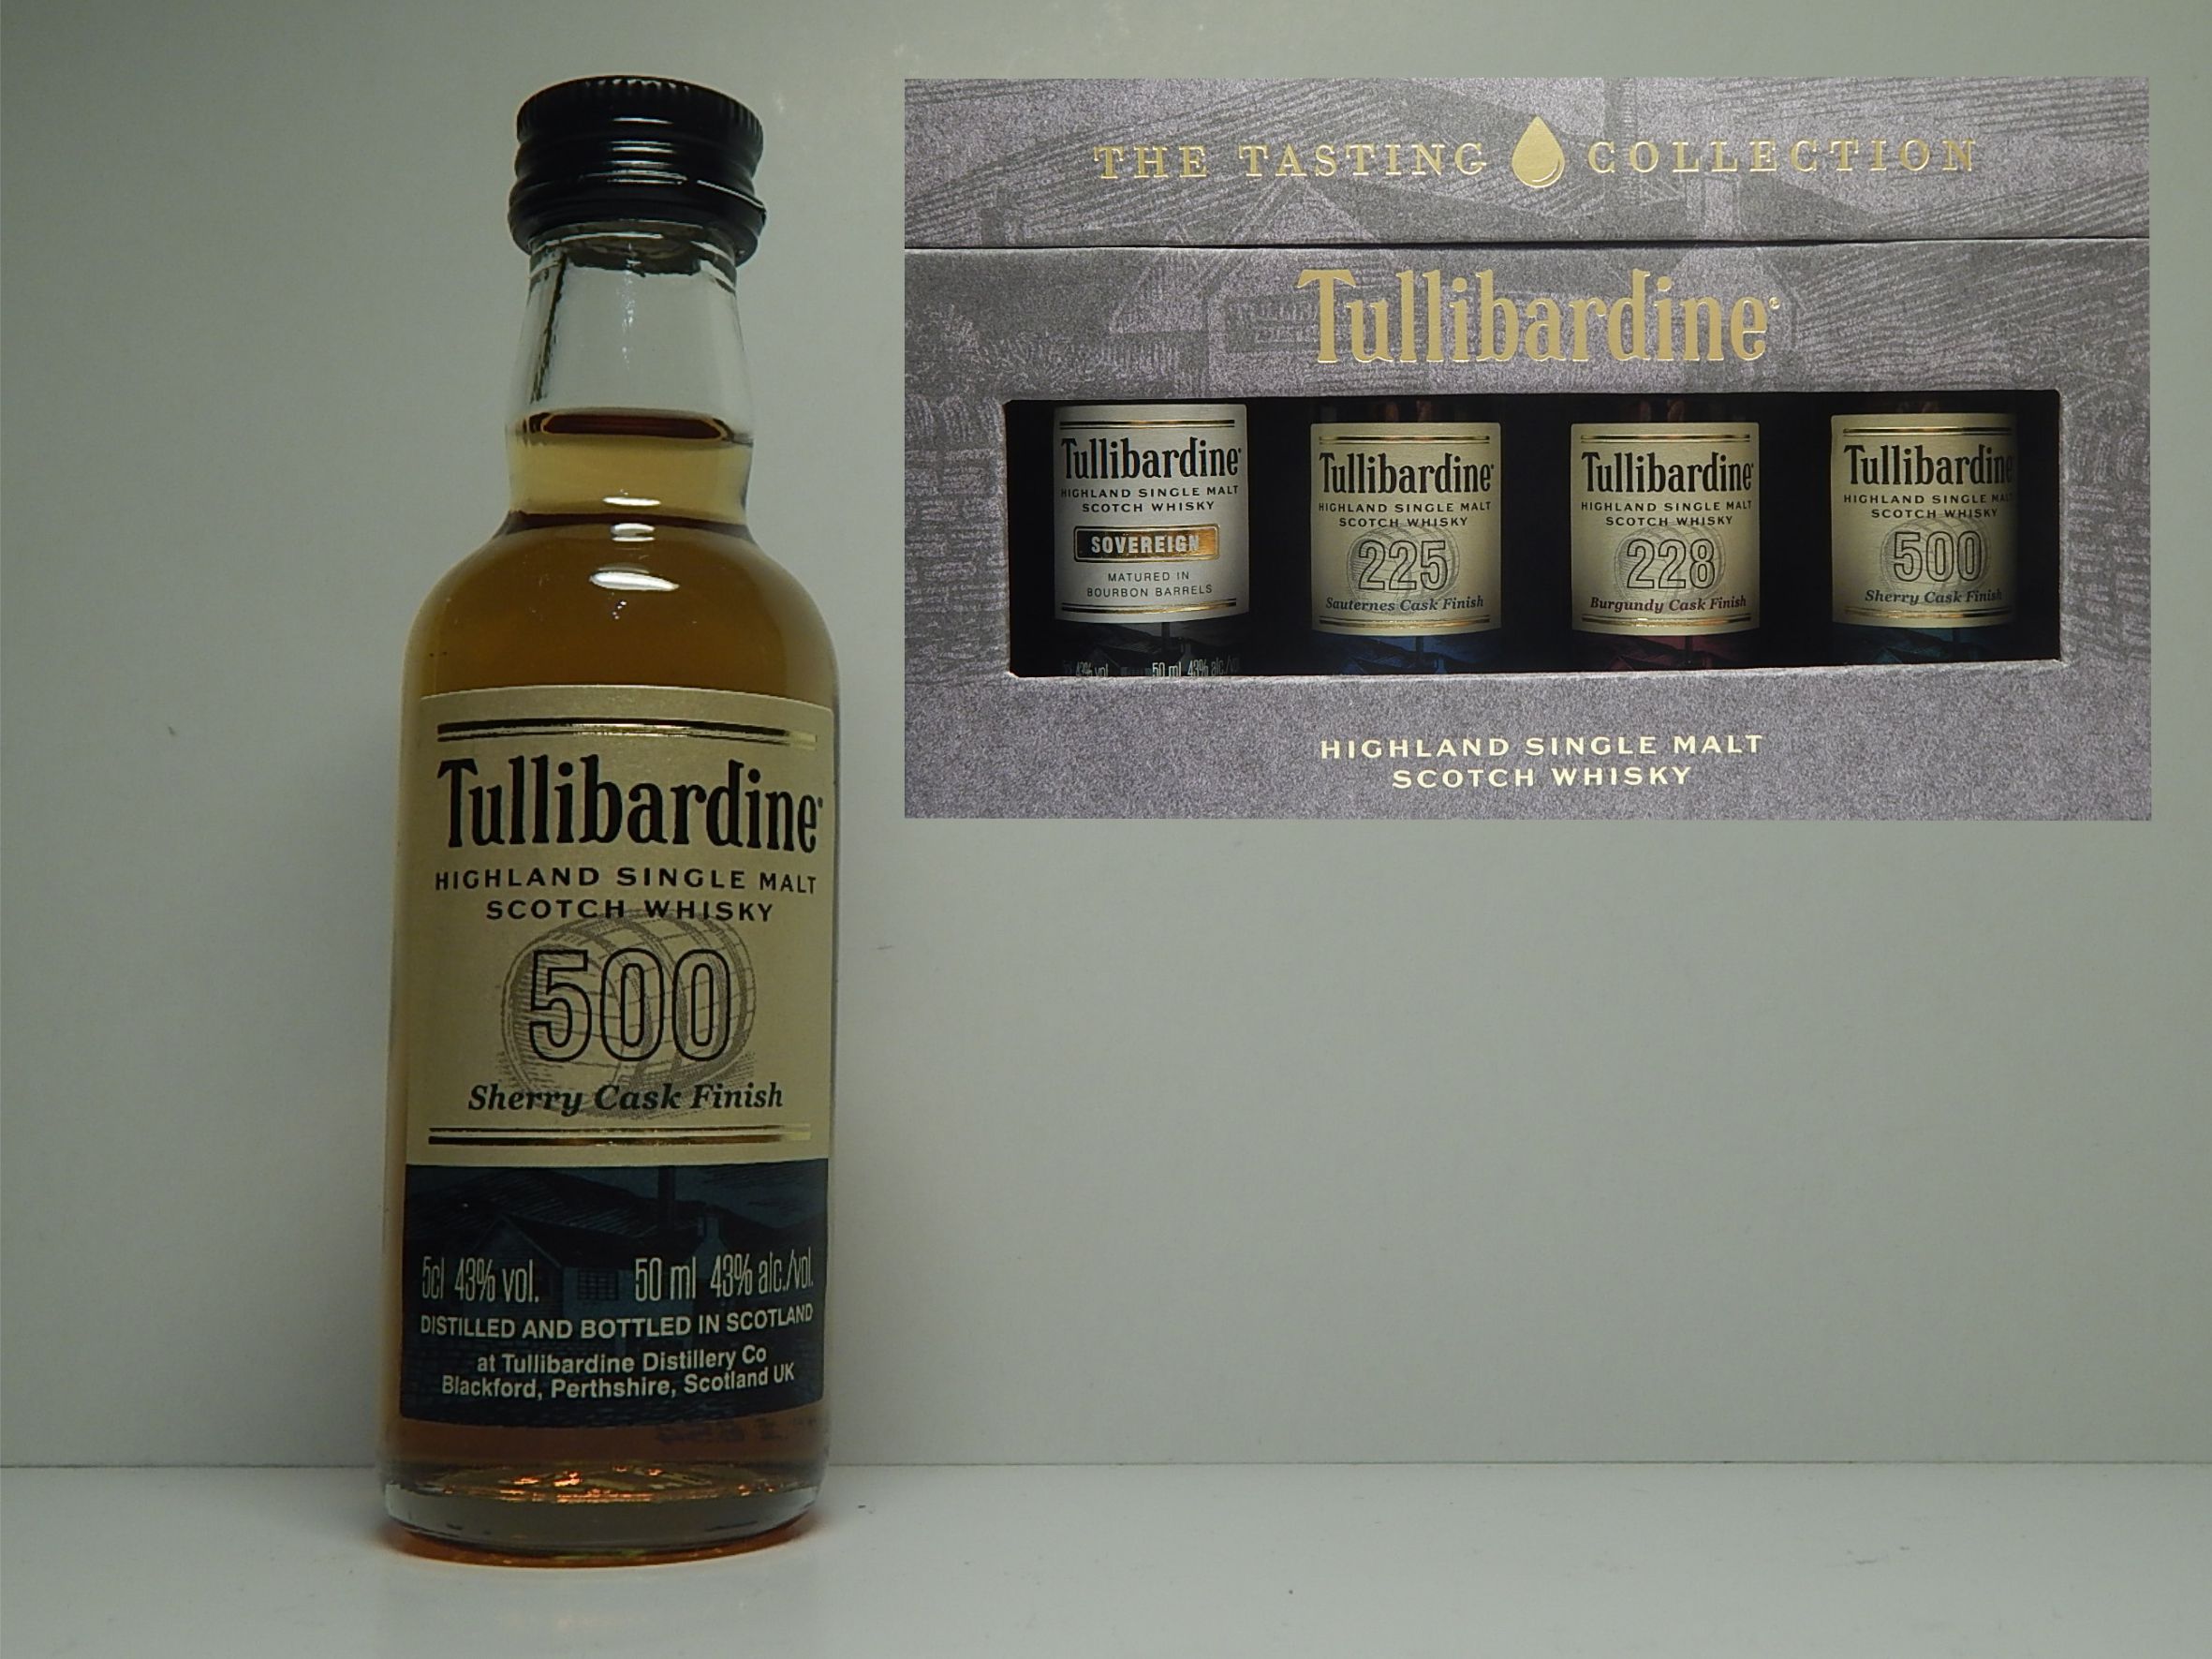 Tullibardine
HIGHLAND SINGLE MALT
SCOTCH WHISKY
500
Sherry Cask Finish
5cl 43% vol. 50 ml 43% alc./vol.
DISTILLED AND BOTTLED IN SCOTLAND
at Tullibardine Distillery Co
Blackford, Perthshire, Scotland UK
THE TASTING COLLECTION
Tullibardine
Tullibardine
HIGHLAND SINGLE MALT
SCOTCH WHISKY
SOVEREIGN
MATURED IN
BOURBON BARRELS
43% vol 50 ml 43% alc./vol
Tullibardine
HIGHLAND SINGLE MALT
SCOTCH WHISKY
225
Sauternes Cask Finish
Tullibardine
HIGHLAND SINGLE MALT
SCOTCH WHISKY
228
Burgundy Cask Finish
Tullibardine
HIGHLAND SINGLE MALT
SCOTCH WHISKY
500
Sherry Cask Finish
HIGHLAND SINGLE MALT
SCOTCH WHISKY